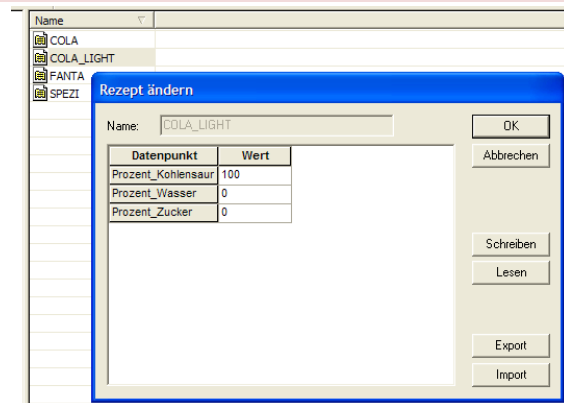 Name
COLA
COLA_LIGHT
FANTA
SPEZI
Rezept ändern
Name: COLA_LIGHT
OK
Abbrechen
Datenpunkt Wert
Prozent_Kohlensaur 100
Prozent_Wasser 0
Prozent_Zucker 0
Schreiben
Lesen
Export
Import